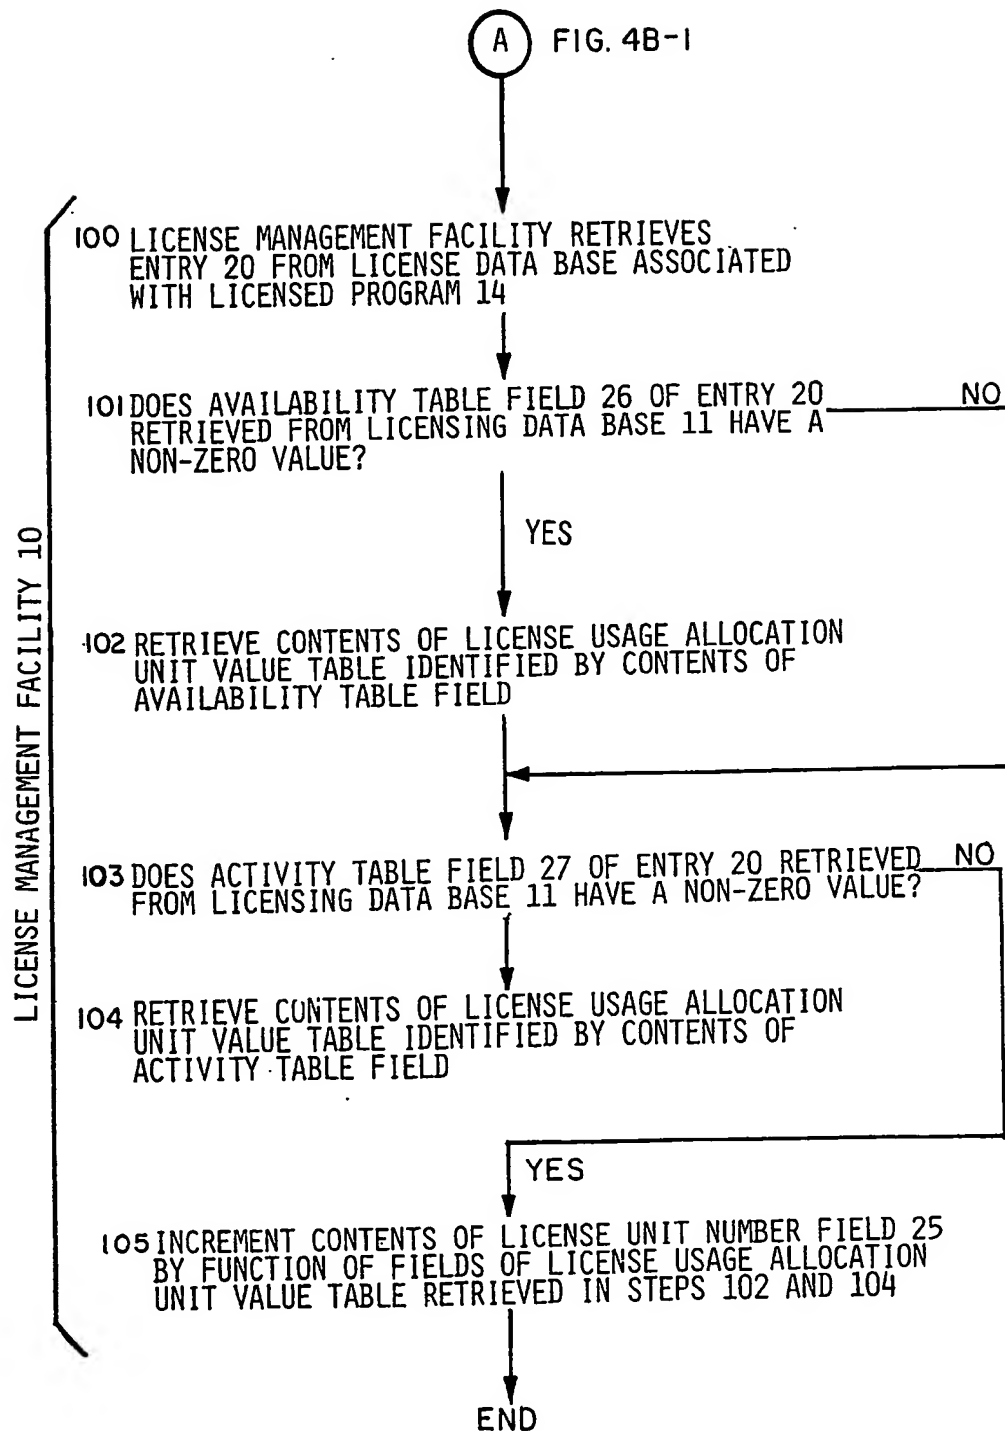 A FIG. 4B-1
100 LICENSE MANAGEMENT FACILITY RETRIEVES
ENTRY 20 FROM LICENSE DATA BASE ASSOCIATED
WITH LICENSED PROGRAM 14
101 DOES AVAILABILITY TABLE FIELD 26 OF ENTRY 20 NO
RETRIEVED FROM LICENSING DATA BASE 11 HAVE A
NON-ZERO VALUE?
YES
102 RETRIEVE CONTENTS OF LICENSE USAGE ALLOCATION
UNIT VALUE TABLE IDENTIFIED BY CONTENTS OF
AVAILABILITY TABLE FIELD
103 DOES ACTIVITY TABLE FIELD 27 OF ENTRY 20 RETRIEVED NO
FROM LICENSING DATA BASE 11 HAVE A NON-ZERO VALUE?
104 RETRIEVE CONTENTS OF LICENSE USAGE ALLOCATION
UNIT VALUE TABLE IDENTIFIED BY CONTENTS OF
ACTIVITY TABLE FIELD
YES
105 INCREMENT CONTENTS OF LICENSE UNIT NUMBER FIELD 25
BY FUNCTION OF FIELDS OF LICENSE USAGE ALLOCATION
UNIT VALUE TABLE RETRIEVED IN STEPS 102 AND 104
END
LICENSE MANAGEMENT FACILITY 10